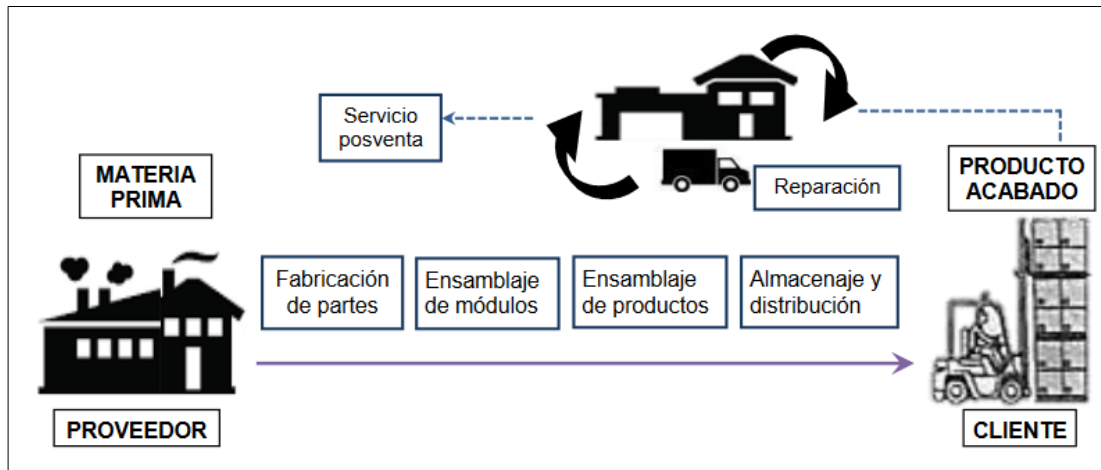 Servicio
posventa
MATERIA
PRIMA
Reparación
PRODUCTO
ACABADO
Fabricación
de partes
Ensamblaje
de módulos
Ensamblaje
de productos
Almacenaje y
distribución
PROVEEDOR
CLIENTE